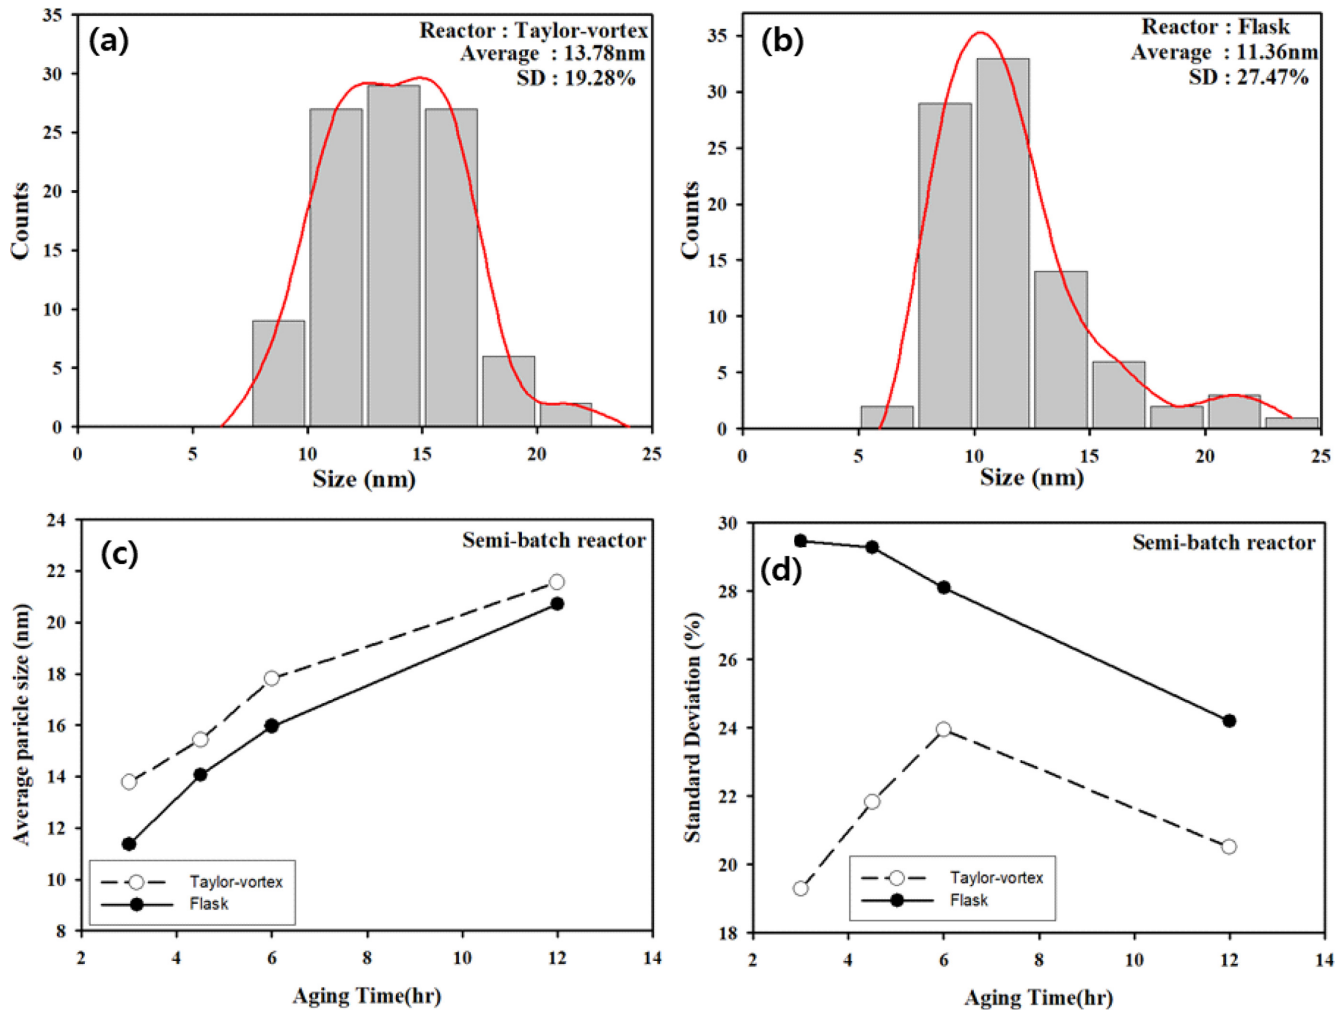 (a)
Reactor : Taylor-vortex
Average : 13.78nm
SD : 19.28%
35
30
25
20
15
10
5
0
Counts
0 5 10 15 20 25
Size (nm)
(b)
Reactor : Flask
Average : 11.36nm
SD : 27.47%
35
30
25
20
15
10
5
0
Counts
0 5 10 15 20 25
Size (nm)
(c)
Semi-batch reactor
24
22
20
18
16
14
12
10
8
Average paricle size (nm)
Taylor-vortex
Flask
2 4 6 8 10 12 14
Aging Time(hr)
(d)
Semi-batch reactor
30
28
26
24
22
20
18
Standard Deviation (%)
Taylor-vortex
Flask
2 4 6 8 10 12 14
Aging Time(hr)